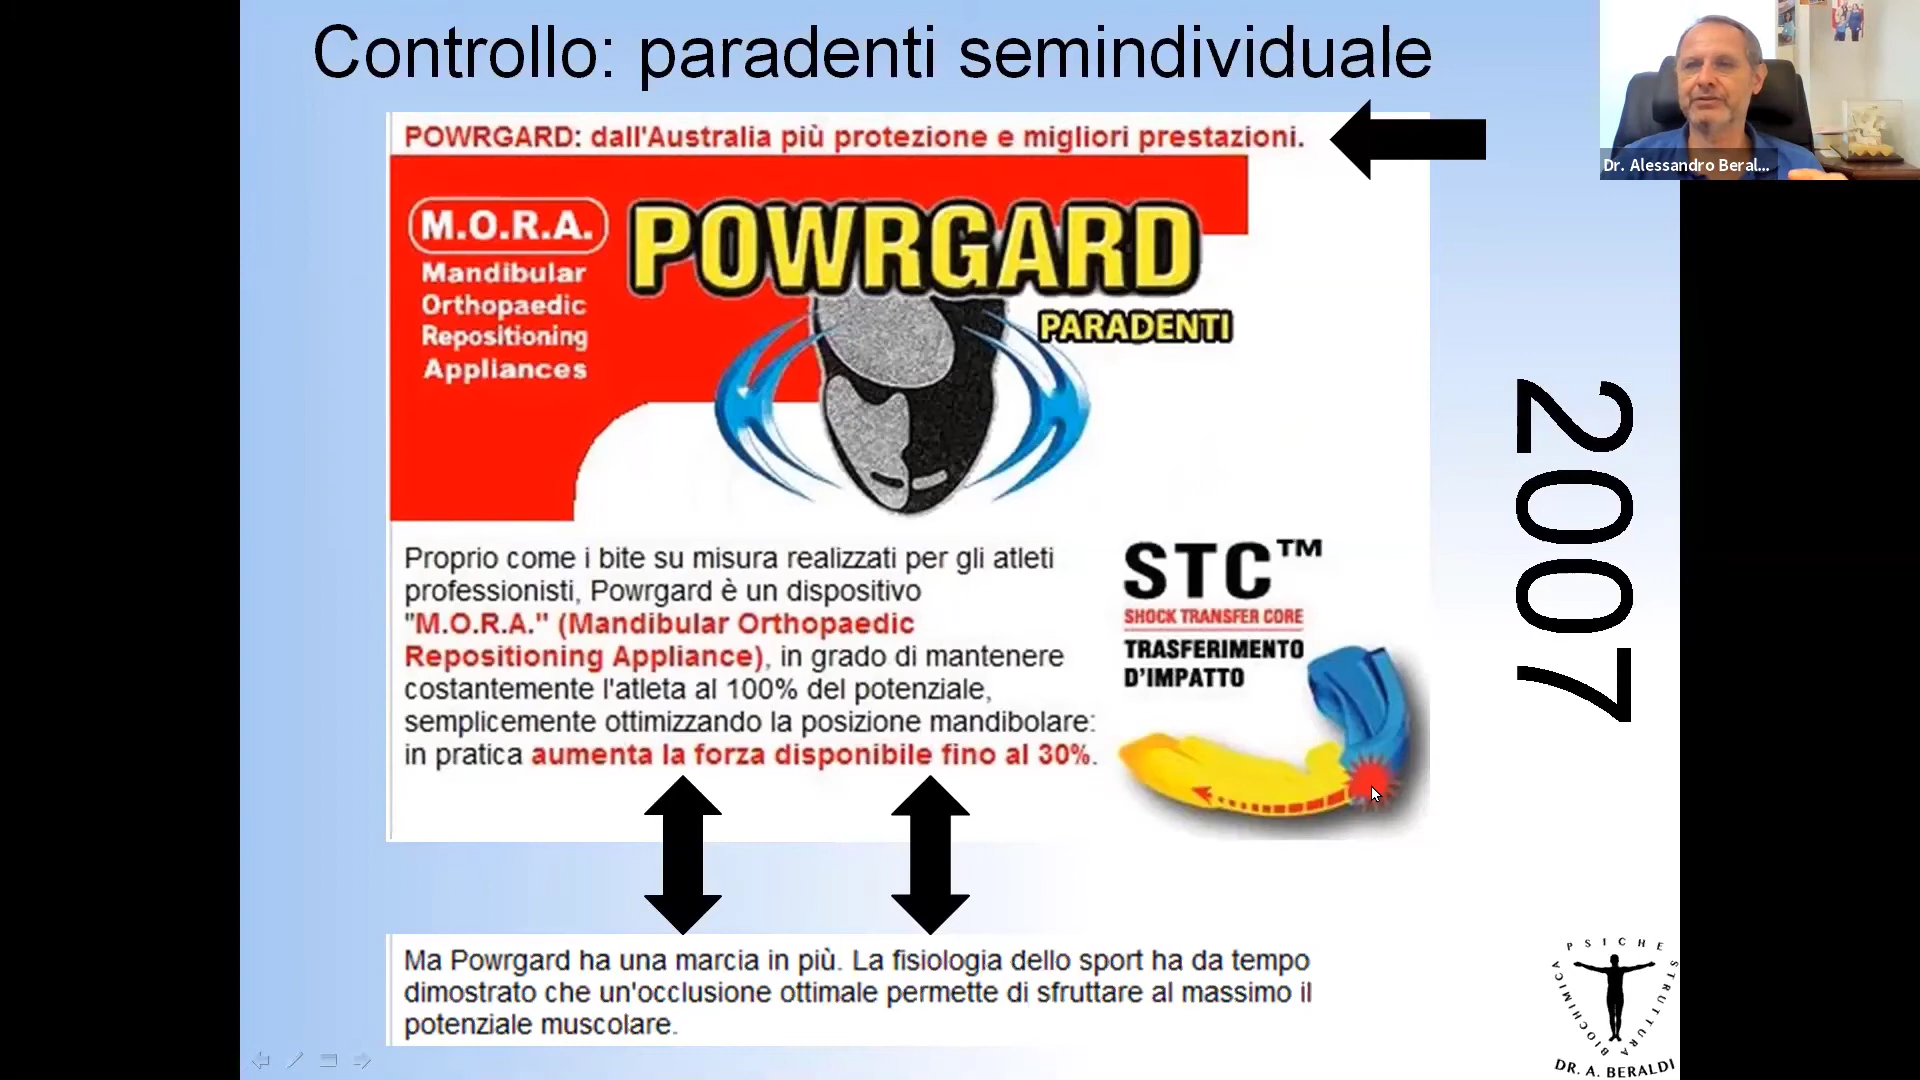 Controllo: paradenti semindividuale
Dr. Alessandro Beral...
POWRGARD: dall'Australia più protezione e migliori prestazioni.
M.O.R.A.
Mandibular
Orthopaedic
Repositioning
Appliances
POWRGARD
PARADENTI
2007
Proprio come i bite su misura realizzati per gli atleti
professionisti, Powrgard è un dispositivo
"M.O.R.A." (Mandibular Orthopaedic
Repositioning Appliance), in grado di mantenere
costantemente l'atleta al 100% del potenziale,
semplicemente ottimizzando la posizione mandibolare:
in pratica aumenta la forza disponibile fino al 30%.
STC™
SHOCK TRANSFER CORE
TRASFERIMENTO
D'IMPATTO
Ma Powrgard ha una marcia in più. La fisiologia dello sport ha da tempo
dimostrato che un'occlusione ottimale permette di sfruttare al massimo il
potenziale muscolare.
PSICHE
STRUTTURA
BIOCHIMICA
DR. A. BERALDI